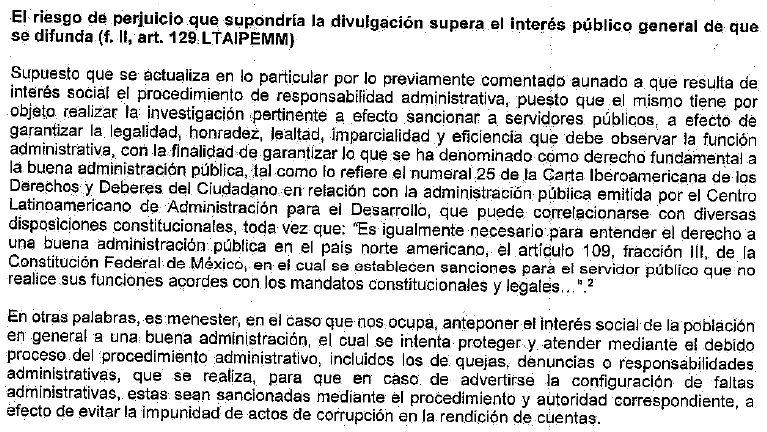 El riesgo de perjuicio que supondría la divulgación supera el interés público general de que
se difunda (f. II, art. 129 LTAIPEMM)
Supuesto que se actualiza en lo particular por lo previamente comentado aunado a que resulta de
interés social el procedimiento de responsabilidad administrativa, puesto que el mismo tiene por
objeto realizar la investigación pertinente a efecto sancionar a servidores públicos, a efecto de
garantizar la legalidad, honradez, lealtad, imparcialidad y eficiencia que debe observar la función
administrativa, con la finalidad de garantizar lo que se ha denominado como derecho fundamental a
la buena administración pública, tal como lo refiere el numeral 25 de la Carta Iberoamericana de los
Derechos y Deberes del Ciudadano en relación con la administración pública emitida por el Centro
Latinoamericano de Administración para el Desarrollo, que puede correlacionarse con diversas
disposiciones constitucionales, toda vez que: "Es igualmente necesario para entender el derecho a
una buena administración pública en el país norte americano, el artículo 109, fracción III, de la
Constitución Federal de México, en el cual se establecen sanciones para el servidor público que no
realice sus funciones acordes con los mandatos constitucionales y legales...".2
En otras palabras, es menester, en el caso que nos ocupa, anteponer el interés social de la población
en general a una buena administración, el cual se intenta proteger y atender mediante el debido
proceso del procedimiento administrativo, incluidos los de quejas, denuncias o responsabilidades
administrativas, que se realiza, para que en caso de advertirse la configuración de faltas
administrativas, estas sean sancionadas mediante el procedimiento y autoridad correspondiente, a
efecto de evitar la impunidad de actos de corrupción en la rendición de cuentas.